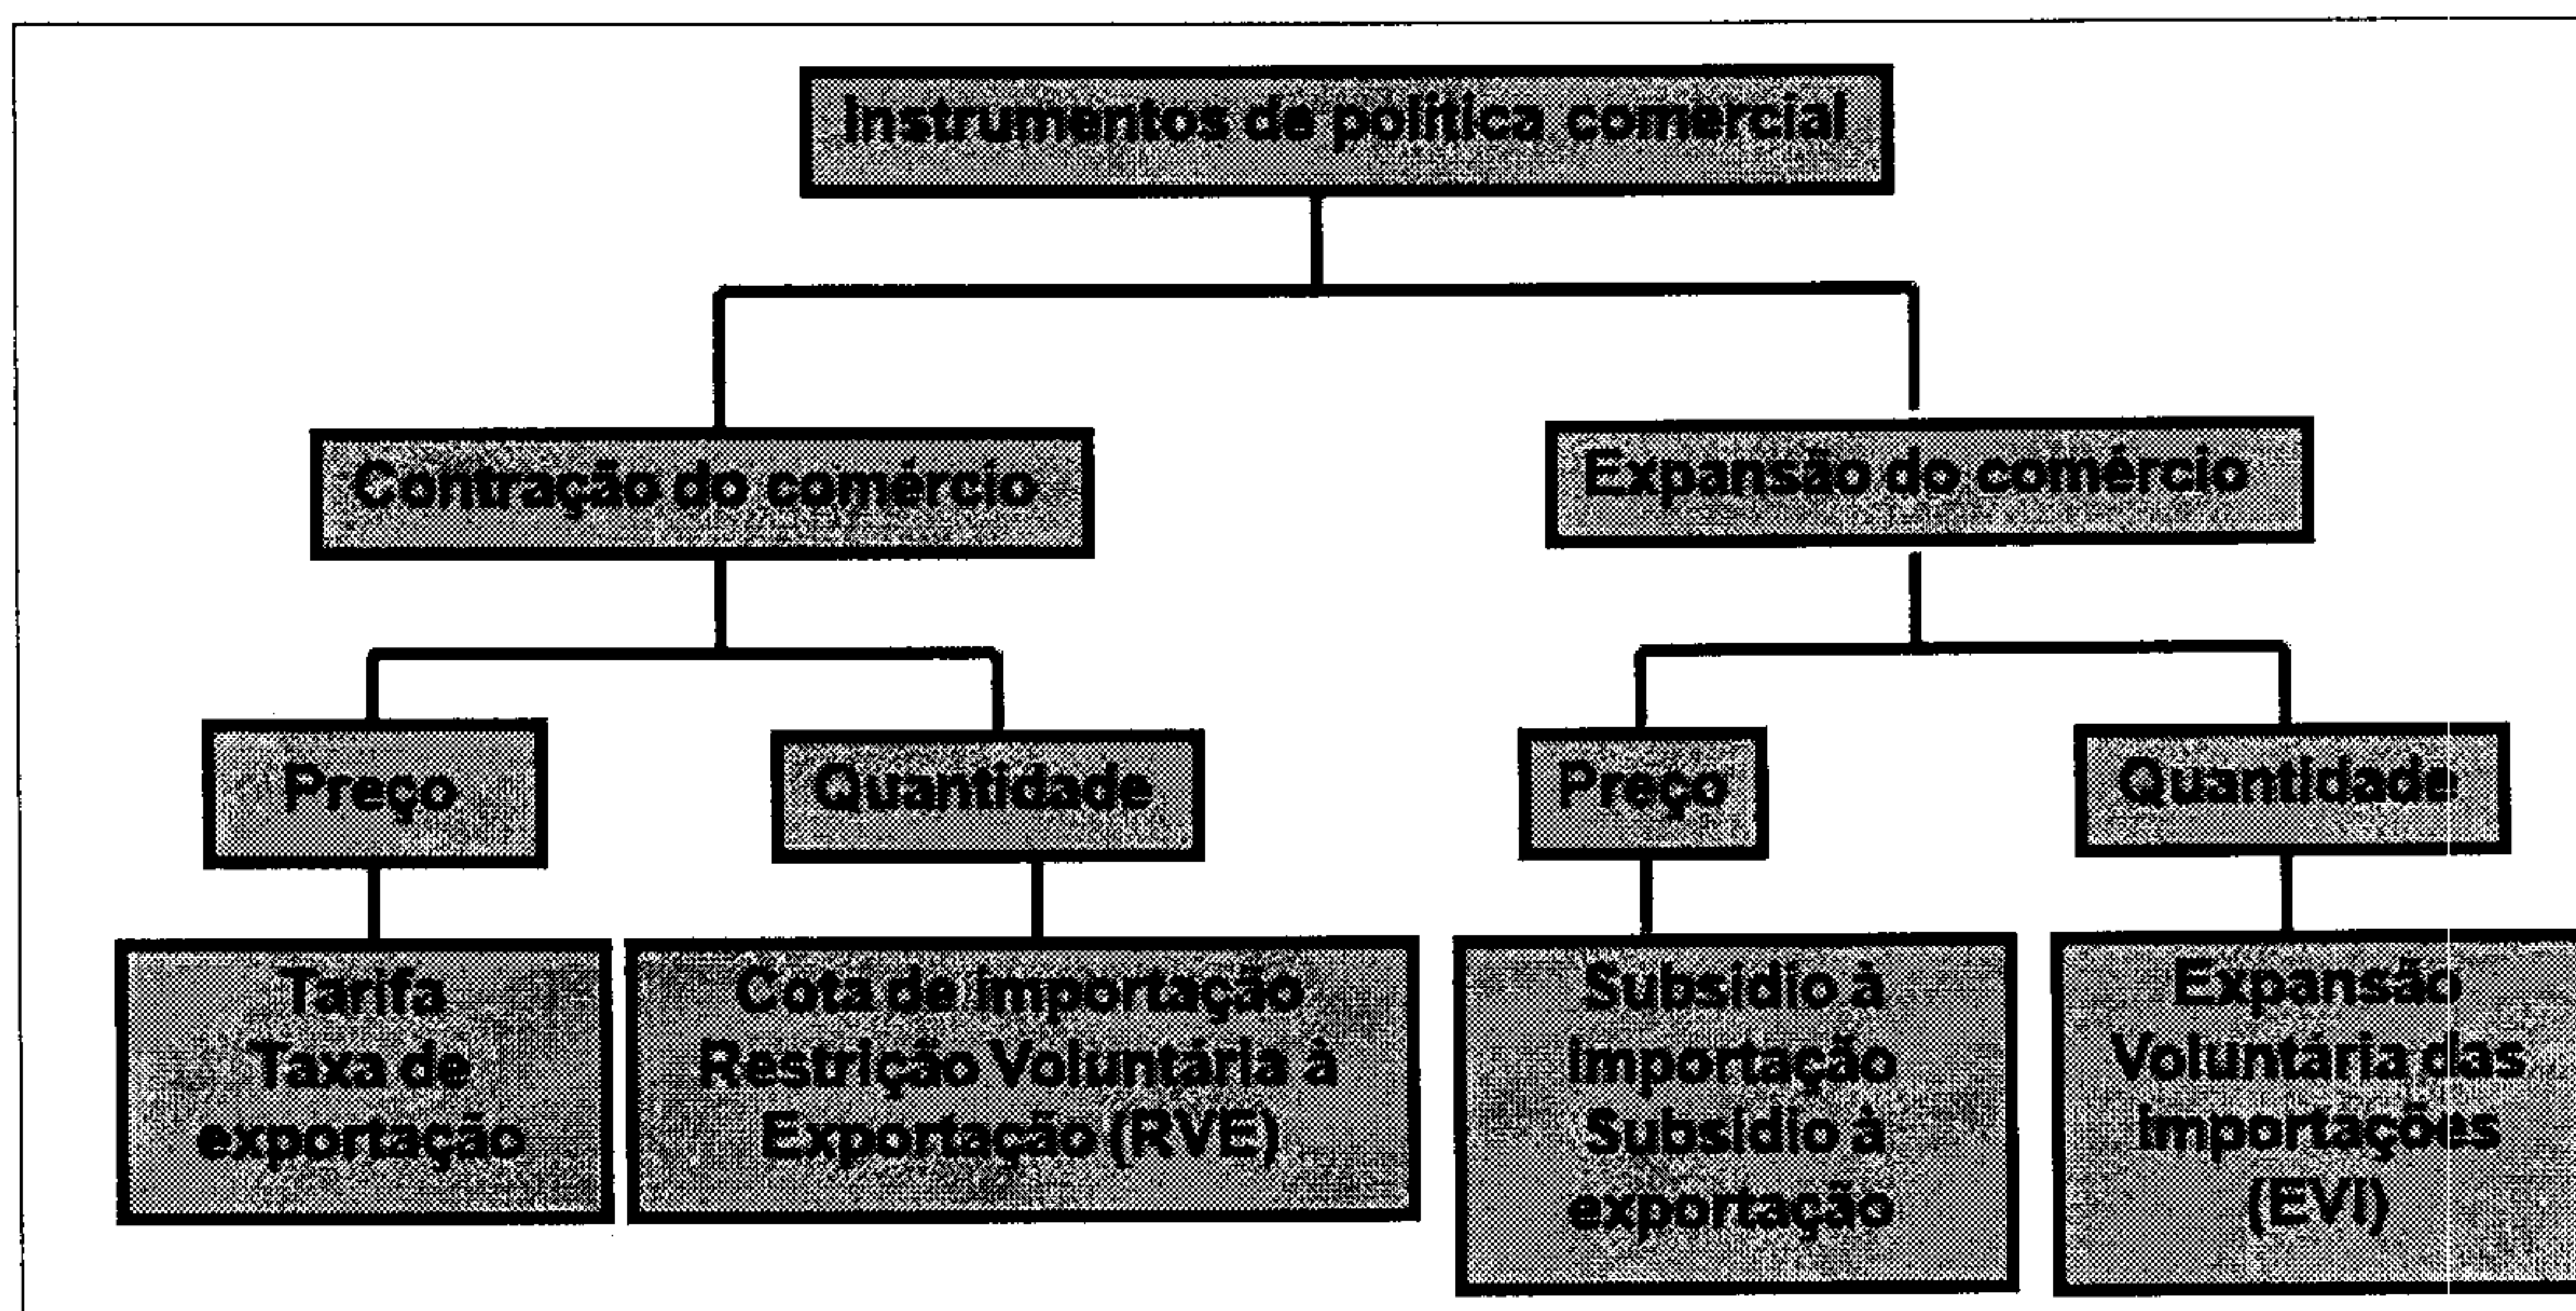 Instrumentos de política comercial
Contração do comércio
Expansão do comércio
Preço
Quantidade
Preço
Quantidade
Tarifa
Taxa de
exportação
Cota de importação
Restrição Voluntária à
Exportação (RVE)
Subsídio à
importação
Subsídio à
exportação
Expansão
Voluntária das
importações
(EVI)